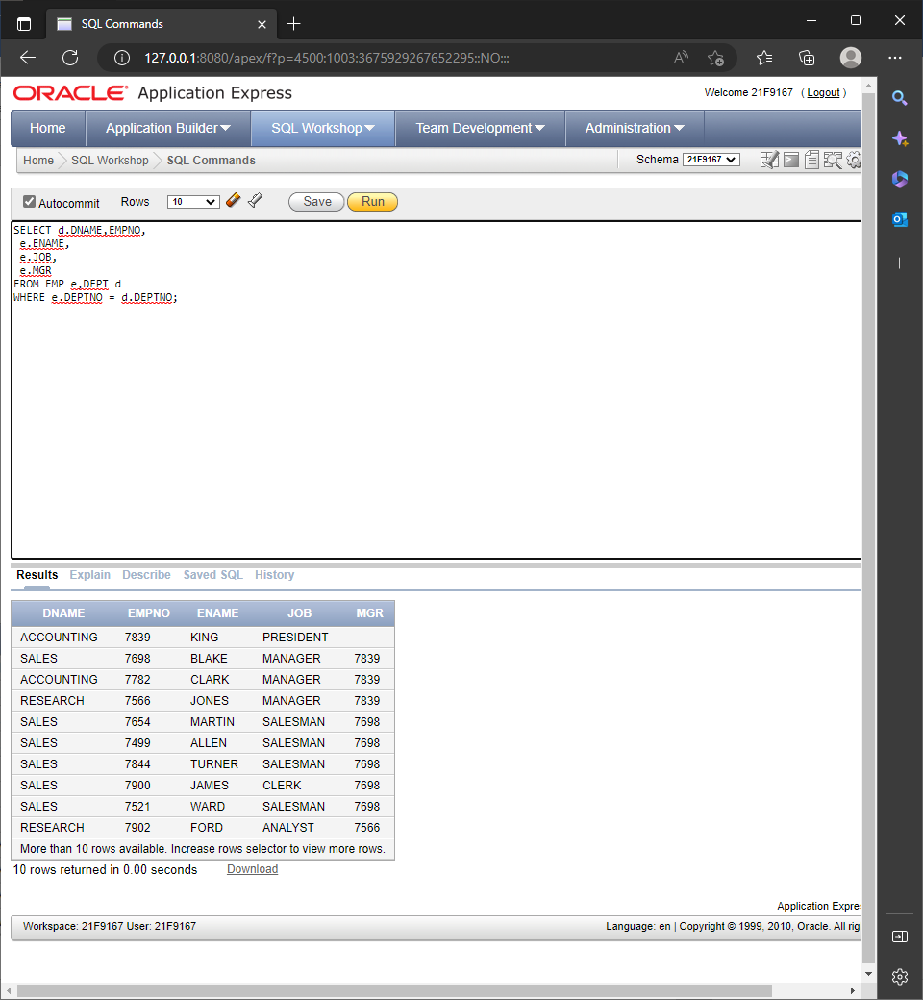 SQL Commands
127.0.0.1:8080/apex/f?p=4500:1003:3675929267652295::NO:::
ORACLE Application Express
Welcome 21F9167 ( Logout )
Home Application Builder SQL Workshop Team Development Administration
Home SQL Workshop SQL Commands Schema 21F9167
Autocommit Rows 10 Save Run
SELECT d.DNAME,EMPNO,
e.ENAME,
e.JOB,
e.MGR
FROM EMP e,DEPT d
WHERE e.DEPTNO = d.DEPTNO;
Results Explain Describe Saved SQL History
DNAME EMPNO ENAME JOB MGR
ACCOUNTING 7839 KING PRESIDENT -
SALES 7698 BLAKE MANAGER 7839
ACCOUNTING 7782 CLARK MANAGER 7839
RESEARCH 7566 JONES MANAGER 7839
SALES 7654 MARTIN SALESMAN 7698
SALES 7499 ALLEN SALESMAN 7698
SALES 7844 TURNER SALESMAN 7698
SALES 7900 JAMES CLERK 7698
SALES 7521 WARD SALESMAN 7698
RESEARCH 7902 FORD ANALYST 7566
More than 10 rows available. Increase rows selector to view more rows.
10 rows returned in 0.00 seconds Download
Application Expre
Workspace: 21F9167 User: 21F9167 Language: en | Copyright © 1999, 2010, Oracle. All rig